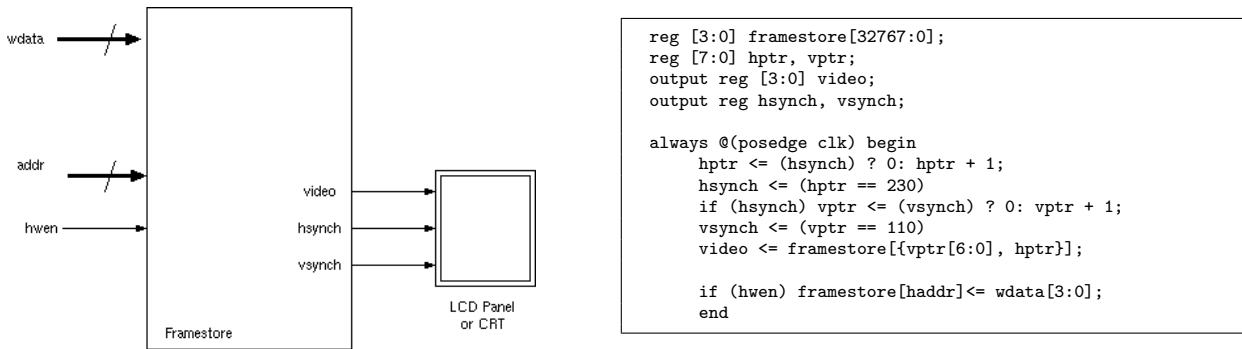 wdata
addr
hwen
video
hsynch
vsynch
Framestore
LCD Panel
or CRT
reg [3:0] framestore[32767:0];
reg [7:0] hptr, vptr;
output reg [3:0] video;
output reg hsynch, vsynch;
always @(posedge clk) begin
hptr <= (hsynch) ? 0: hptr + 1;
hsynch <= (hptr == 230)
if (hsynch) vptr <= (vsynch) ? 0: vptr + 1;
vsynch <= (vptr == 110)
video <= framestore[{vptr[6:0], hptr}];
if (hwen) framestore[haddr]<= wdata[3:0];
end